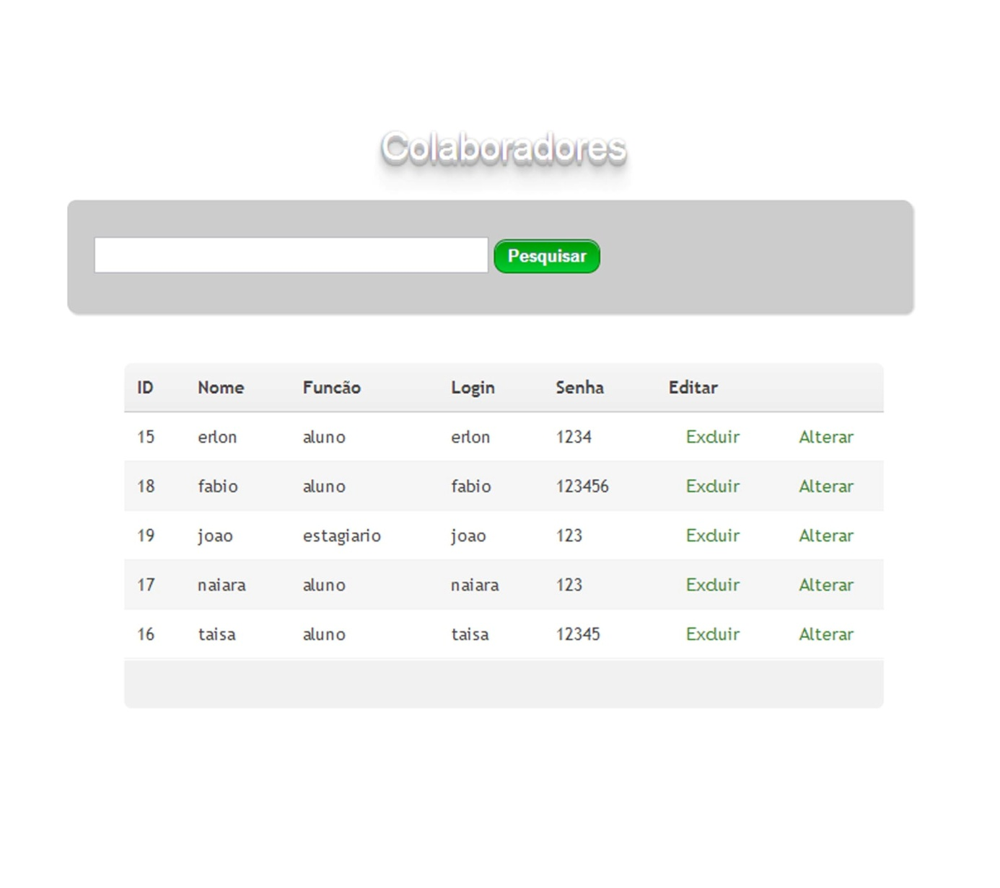 Colaboradores
Pesquisar
ID Nome Funcão Login Senha Editar
15 erlon aluno erlon 1234 Excluir Alterar
18 fabio aluno fabio 123456 Excluir Alterar
19 joao estagiario joao 123 Excluir Alterar
17 naiara aluno naiara 123 Excluir Alterar
16 taisa aluno taisa 12345 Excluir Alterar